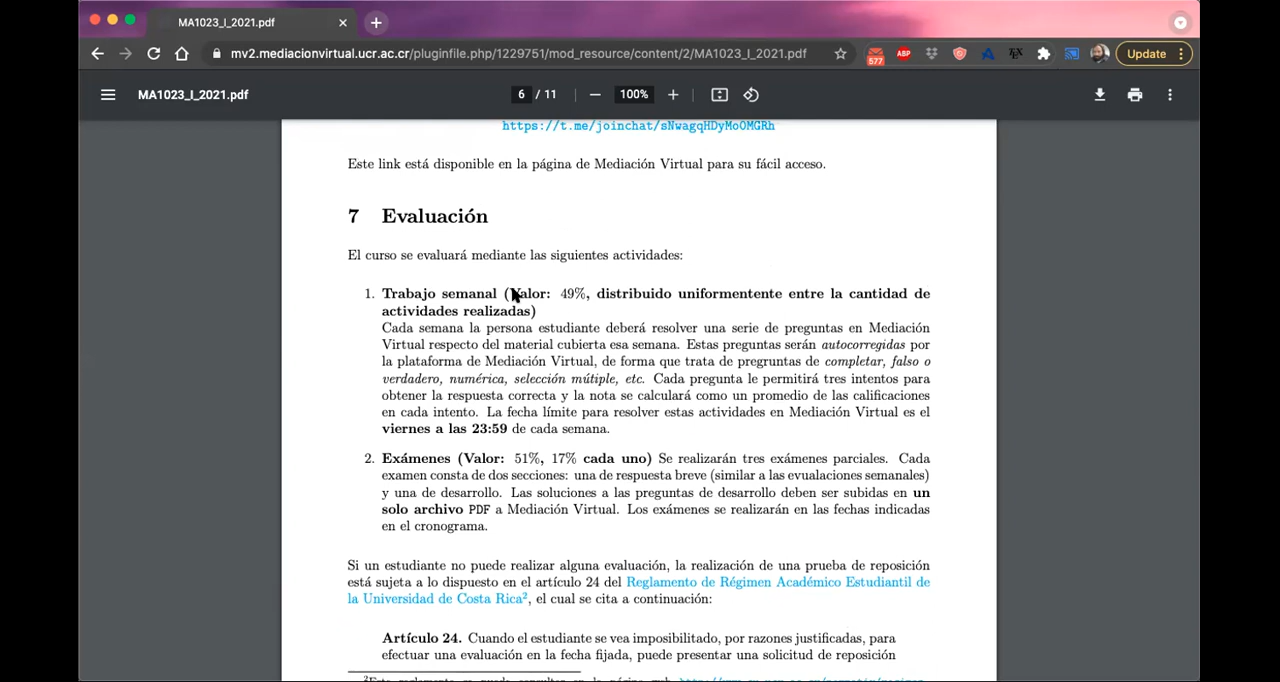 MA1023_I_2021.pdf
mv2.mediacionvirtual.ucr.ac.cr/pluginfile.php/1229751/mod_resource/content/2/MA1023_I_2021.pdf
577
ABP
TEX
Update
MA1023_I_2021.pdf
6 / 11
100%
https://t.me/joinchat/sNwagqHDyMo0MGRh
Este link está disponible en la página de Mediación Virtual para su fácil acceso.
7 Evaluación
El curso se evaluará mediante las siguientes actividades:
1. Trabajo semanal (Valor: 49%, distribuido uniformentente entre la cantidad de
actividades realizadas)
Cada semana la persona estudiante deberá resolver una serie de preguntas en Mediación
Virtual respecto del material cubierta esa semana. Estas preguntas serán autocorregidas por
la plataforma de Mediación Virtual, de forma que trata de pregruntas de completar, falso o
verdadero, numérica, selección mútiple, etc. Cada pregunta le permitirá tres intentos para
obtener la respuesta correcta y la nota se calculará como un promedio de las calificaciones
en cada intento. La fecha límite para resolver estas actividades en Mediación Virtual es el
viernes a las 23:59 de cada semana.
2. Exámenes (Valor: 51%, 17% cada uno) Se realizarán tres exámenes parciales. Cada
examen consta de dos secciones: una de respuesta breve (similar a las evualaciones semanales)
y una de desarrollo. Las soluciones a las preguntas de desarrollo deben ser subidas en un
solo archivo PDF a Mediación Virtual. Los exámenes se realizarán en las fechas indicadas
en el cronograma.
Si un estudiante no puede realizar alguna evaluación, la realización de una prueba de reposición
está sujeta a lo dispuesto en el artículo 24 del Reglamento de Régimen Académico Estudiantil de
la Universidad de Costa Rica2, el cual se cita a continuación:
Artículo 24. Cuando el estudiante se vea imposibilitado, por razones justificadas, para
efectuar una evaluación en la fecha fijada, puede presentar una solicitud de reposición